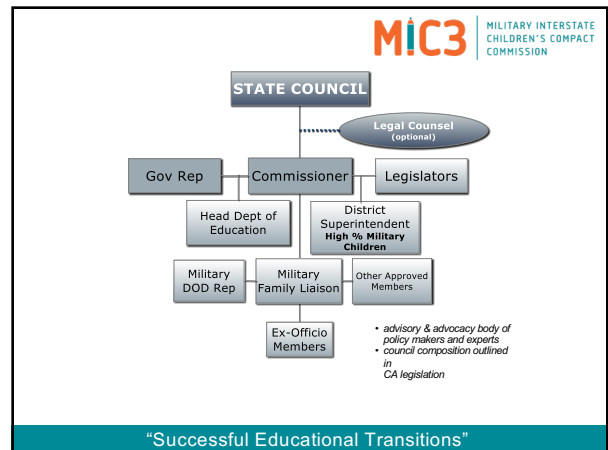 MIC3
MILITARY INTERSTATE
CHILDREN'S COMPACT
COMMISSION
STATE COUNCIL
Legal Counsel
(optional)
Gov Rep
Commissioner
Legislators
Head Dept of
Education
District
Superintendent
High % Military
Children
Military
DOD Rep
Military
Family Liaison
Other Approved
Members
Ex-Officio
Members
• advisory & advocacy body of
policy makers and experts
• council composition outlined
in
CA legislation
“Successful Educational Transitions”